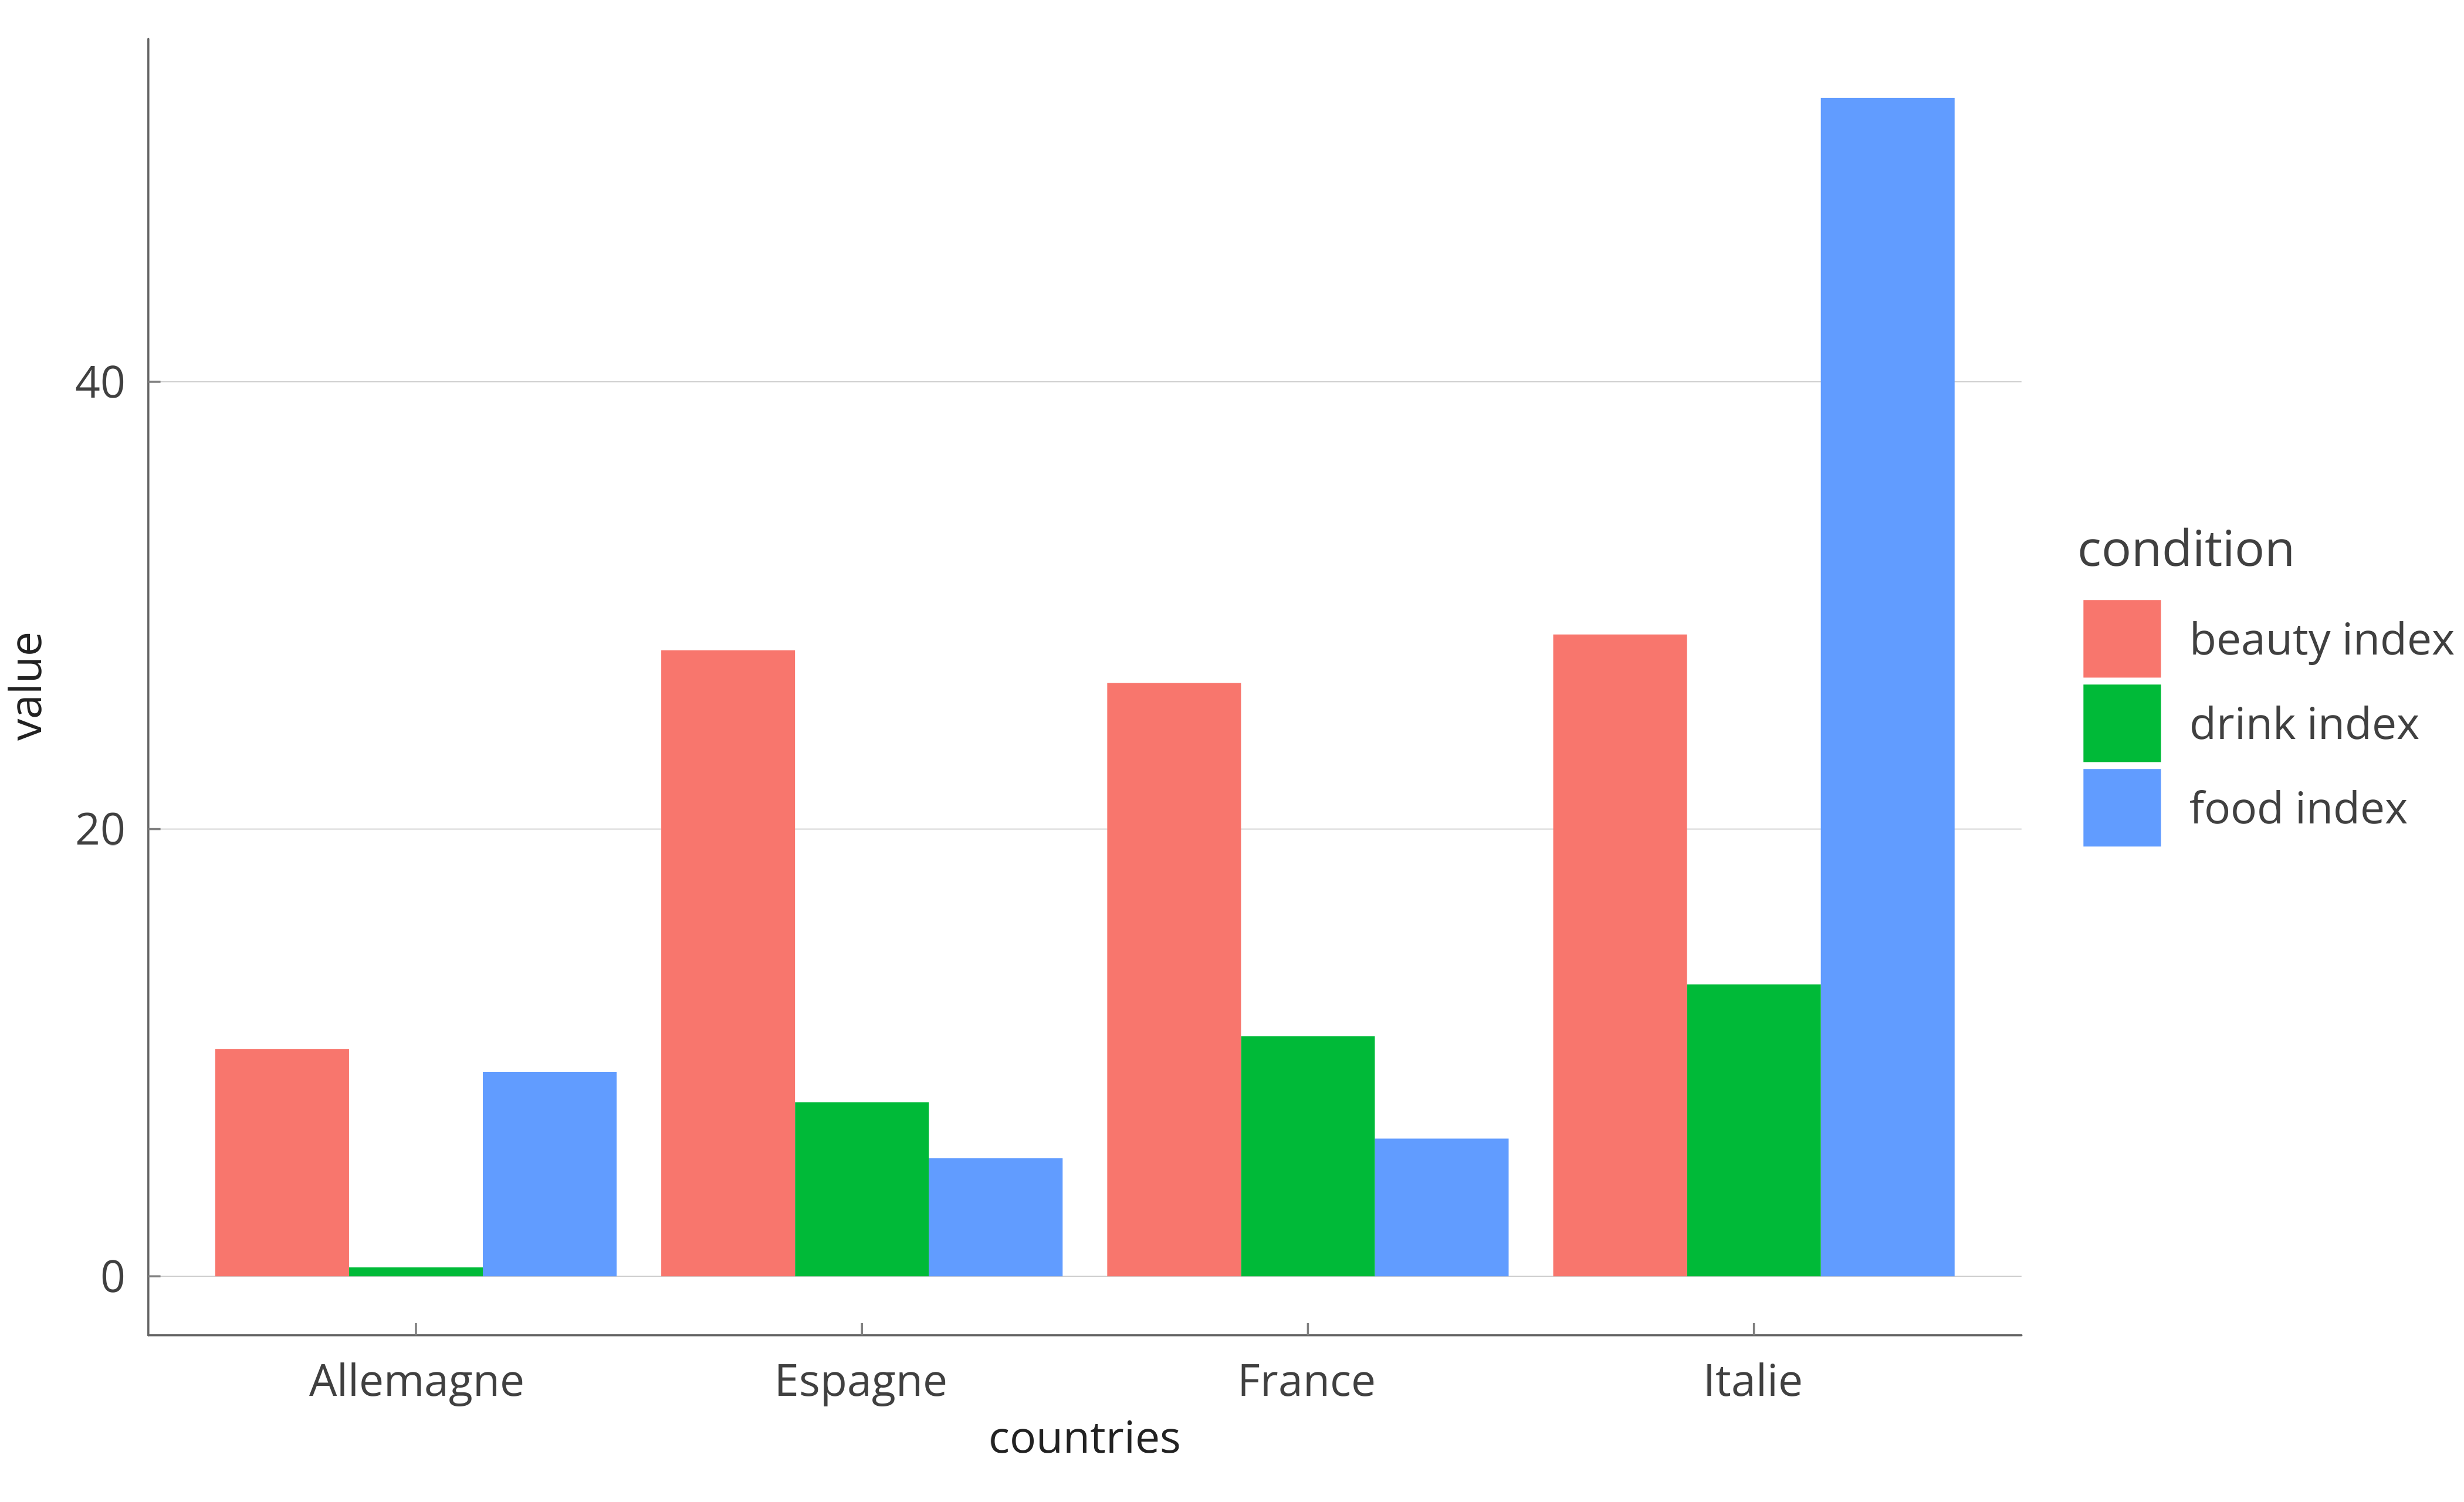 value
40
20
0
Allemagne
Espagne
France
Italie
countries
condition
beauty index
drink index
food index